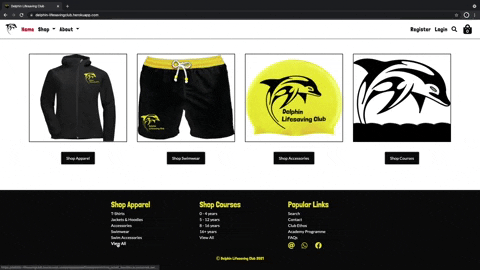 Dolphin Lifesaving Club
dolphin-lifesavingclub.herokuapp.com
Home Shop About Register Login
Dolphin
Lifesaving Club
Shop Apparel
Shop Swimwear
Shop Accessories
Shop Courses
Shop Apparel
T-Shirts
Jackets & Hoodies
Accessories
Swimwear
Swim Accessories
View All
Shop Courses
0 - 4 years
5 - 12 years
8 - 16 years
16+ years
View All
Popular Links
Search
Contact
Club Ethos
Academy Programme
FAQs
© Dolphin Lifesaving Club 2021